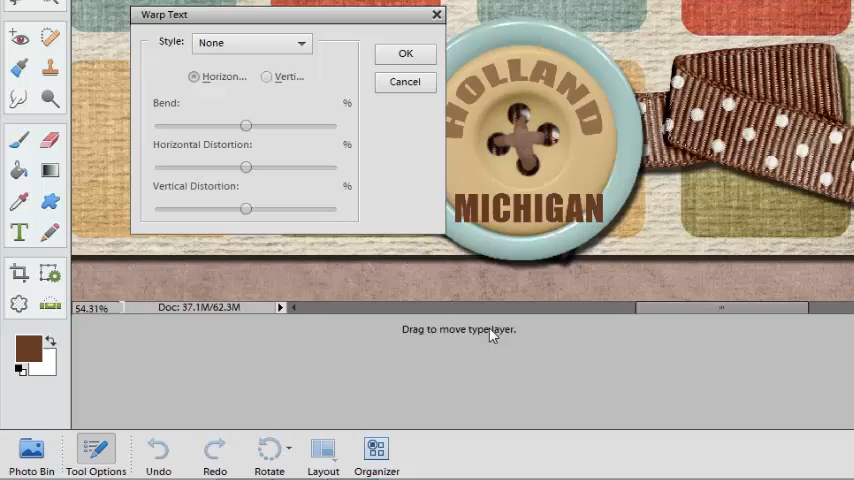 Warp Text
Style: None
OK
Horizon... Verti...
Cancel
Bend: %
Horizontal Distortion: %
Vertical Distortion: %
HOLLAND
MICHIGAN
T
54.31% Doc: 37.1M/62.3M
Drag to move type layer.
Photo Bin Tool Options Undo Redo Rotate Layout Organizer